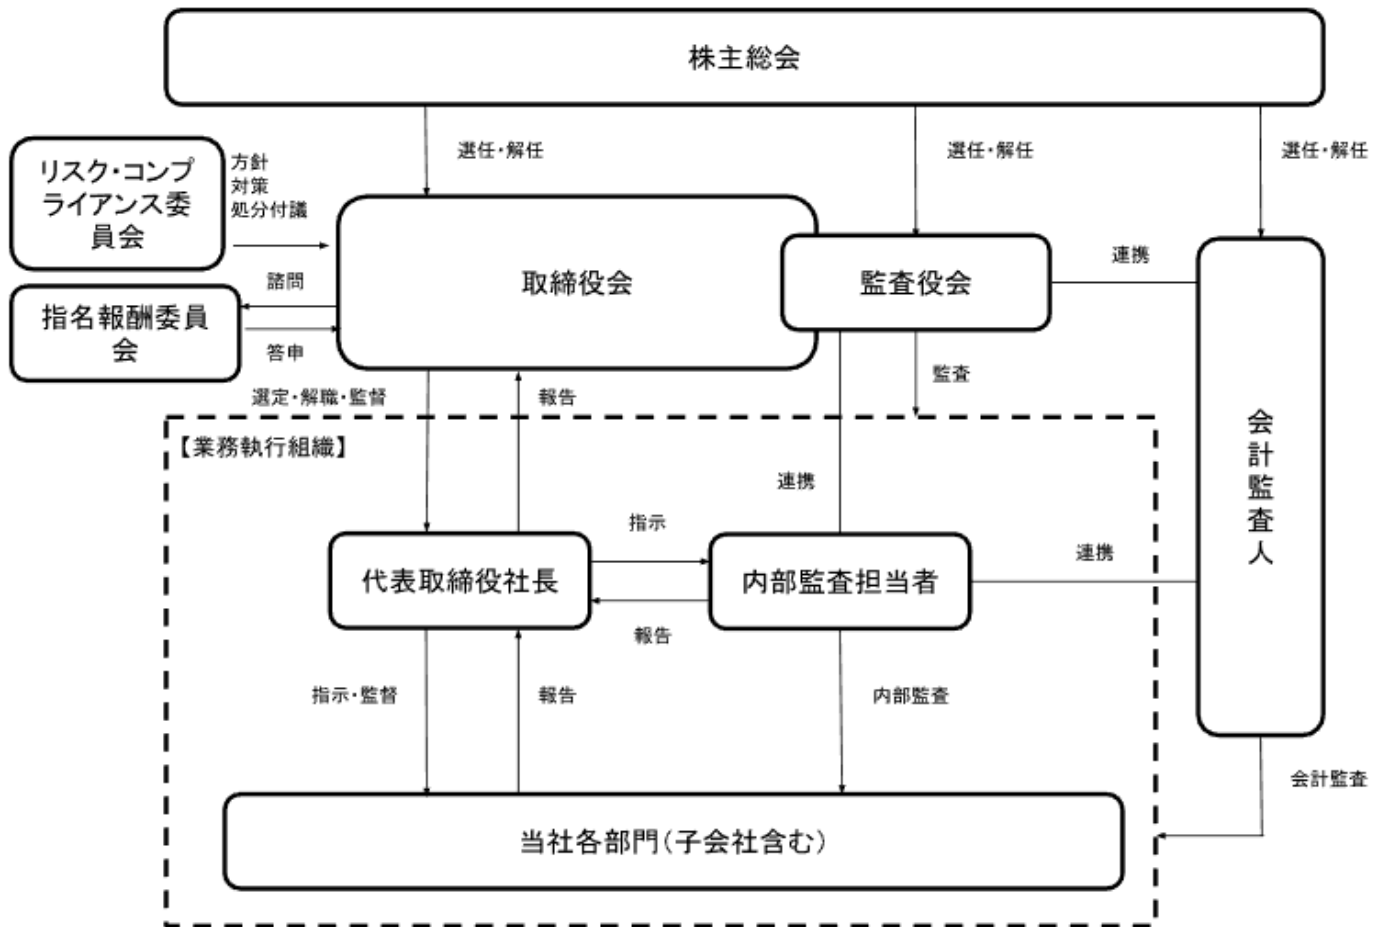 株主総会
選任・解任
選任・解任
選任・解任
リスク・コンプ
ライアンス委
員会
方針
対策
処分付議
取締役会
監査役会
連携
諮問
指名報酬委員
会
答申
選定・解職・監督
報告
監査
【業務執行組織】
会計監査人
連携
指示
代表取締役社長
内部監査担当者
連携
報告
指示・監督
報告
内部監査
会計監査
当社各部門(子会社含む)